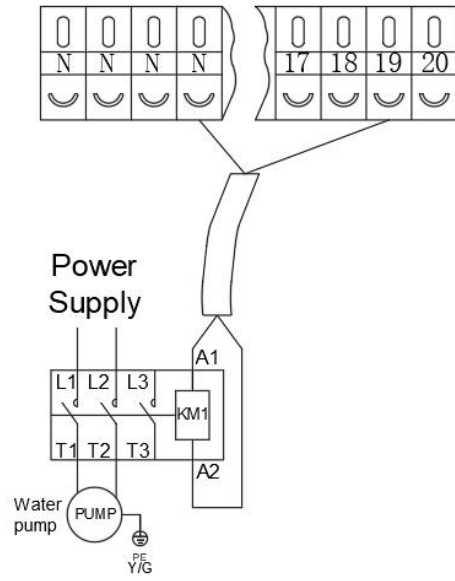 N N N N 17 18 19 20
Power
Supply
A1
L1 L2 L3
KM1
T1 T2 T3
A2
Water
pump
PUMP
PE
Y/G